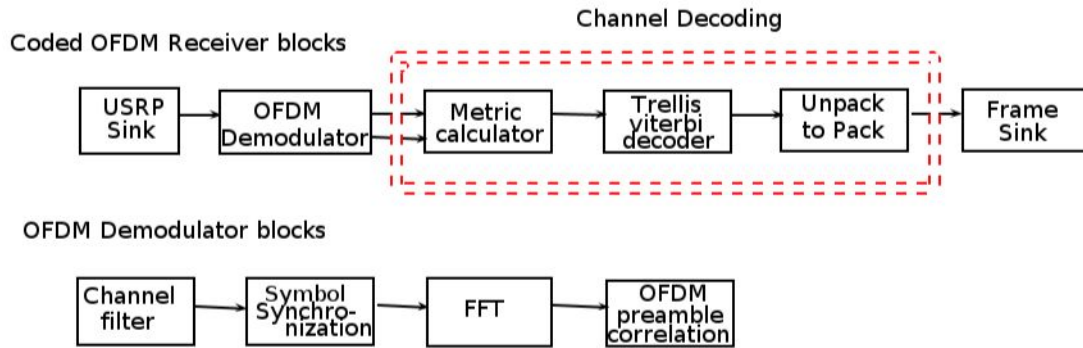 Channel Decoding
Coded OFDM Receiver blocks
USRP
Sink
OFDM
Demodulator
Metric
calculator
Trellis
viterbi
decoder
Unpack
to Pack
Frame
Sink
OFDM Demodulator blocks
Channel
filter
Symbol
Synchro-
nization
FFT
OFDM
preamble
correlation